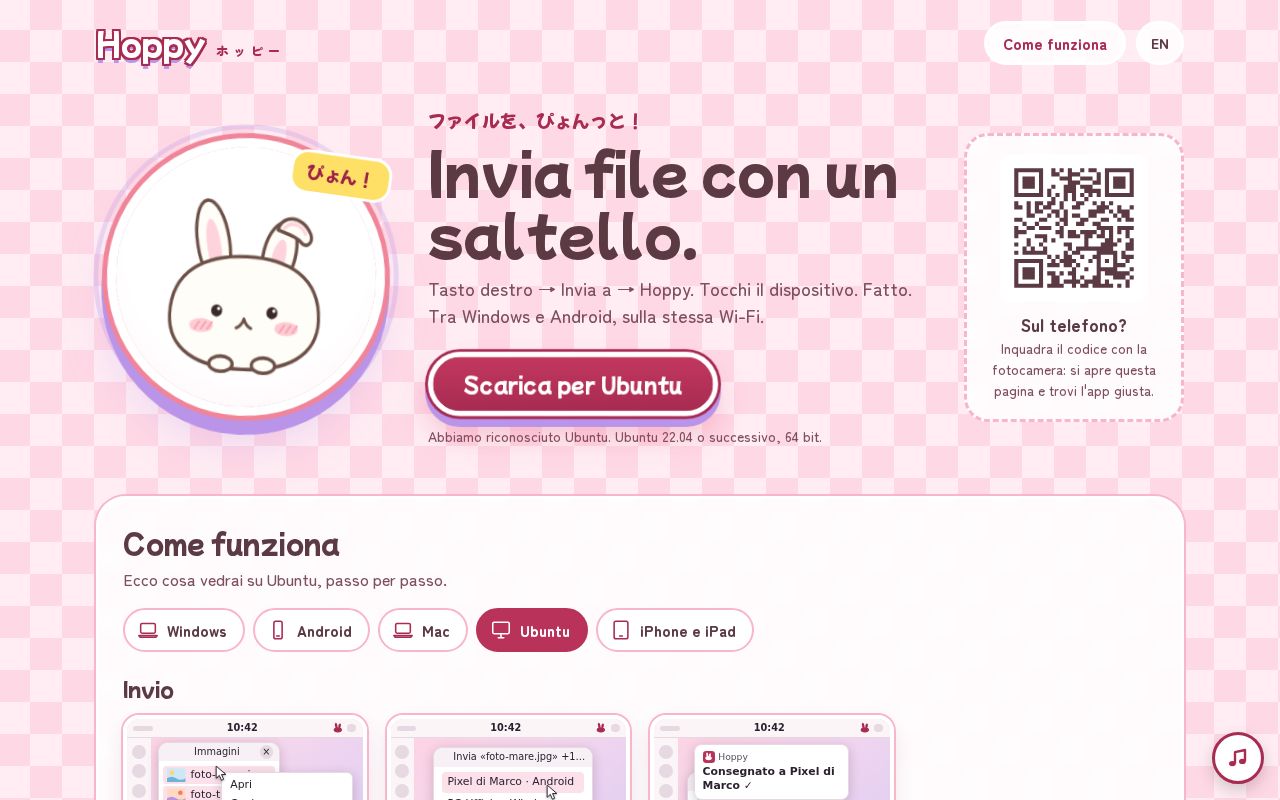 Hoppy ホッピー
Come funziona
EN
ファイルを、ぴょんっと！
ぴょん！
Invia file con un
saltello.
Tasto destro → Invia a → Hoppy. Tocchi il dispositivo. Fatto.
Tra Windows e Android, sulla stessa Wi-Fi.
Scarica per Ubuntu
Abbiamo riconosciuto Ubuntu. Ubuntu 22.04 o successivo, 64 bit.
Sul telefono?
Inquadra il codice con la
fotocamera: si apre questa
pagina e trovi l'app giusta.
Come funziona
Ecco cosa vedrai su Ubuntu, passo per passo.
Windows
Android
Mac
Ubuntu
iPhone e iPad
Invio
10:42
Immagini ×
foto-
Apri
foto-t
10:42
Invia «foto-mare.jpg» +1...
Pixel di Marco · Android
10:42
Hoppy
Consegnato a Pixel di
Marco ✓